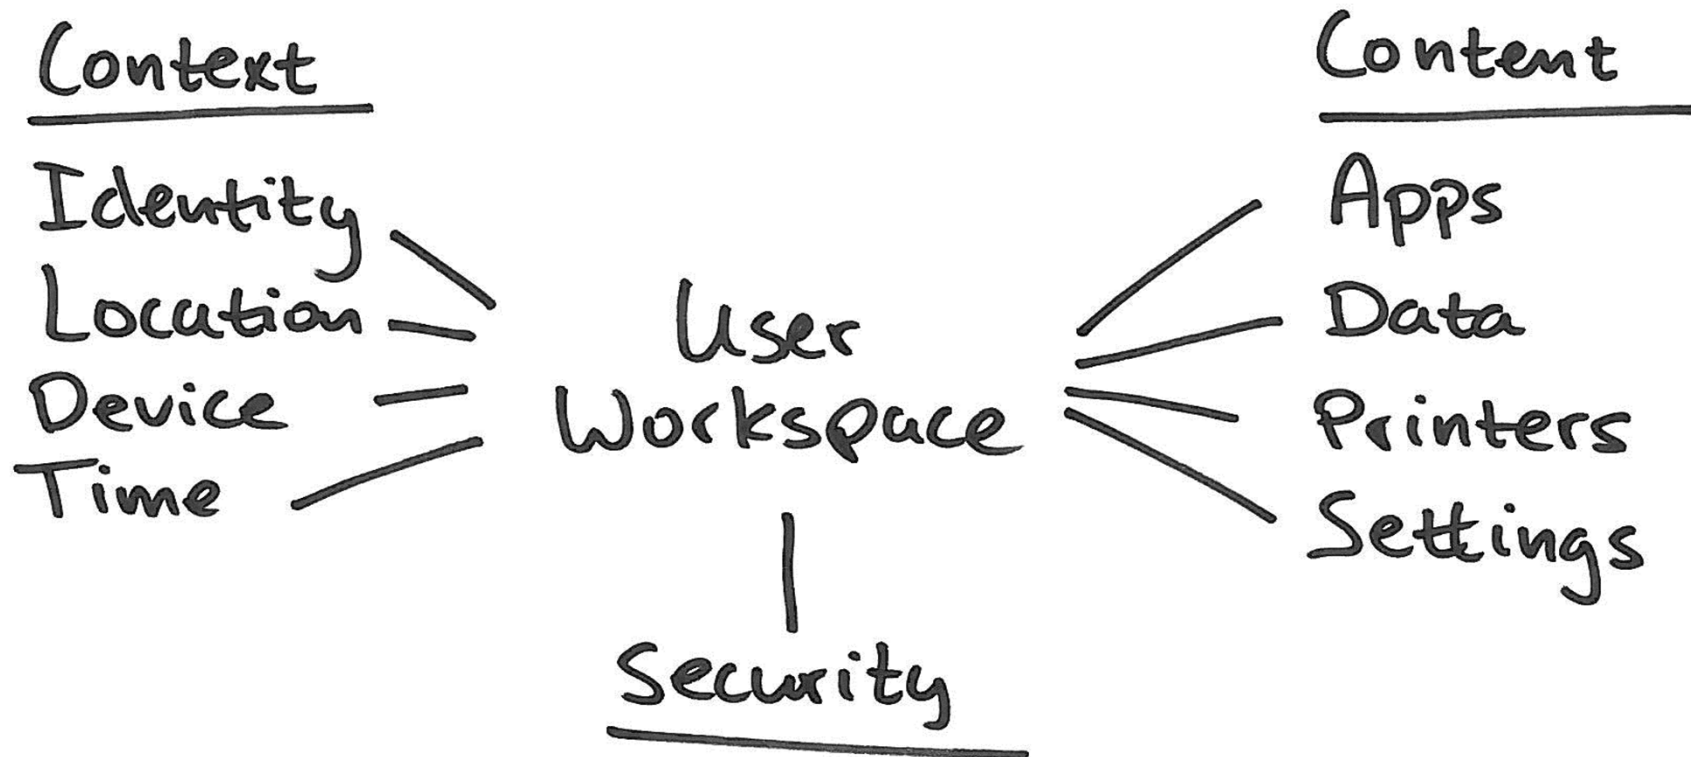 Context
Identity
Location
Device
Time
User
Workspace
Security
Content
Apps
Data
Printers
Settings